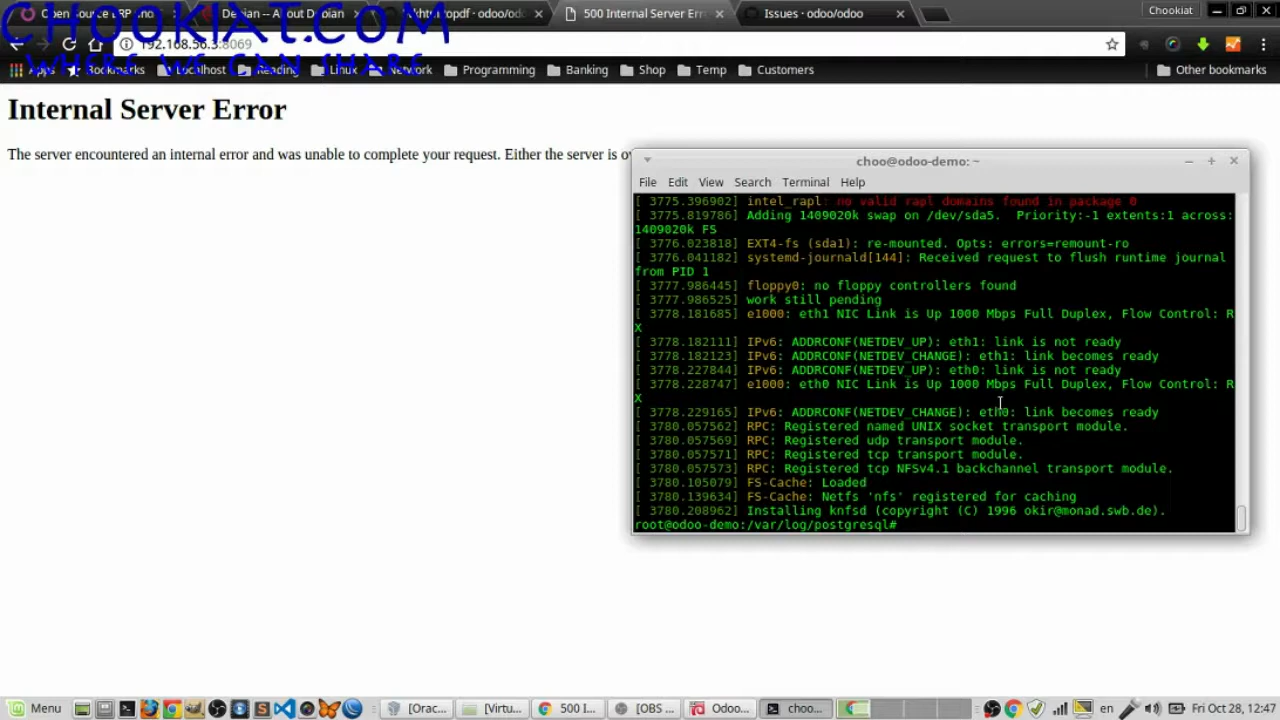 CHOOKIAT.COM
WHERE WE CAN SHARE
Debian -- About Debian
500 Internal Server Err
Issues · odoo/odoo
Chookiat
192.168.56.3:8069
Apps Bookmarks Localhost Reading Linux Network Programming Banking Shop Temp Customers Other bookmarks
Internal Server Error
The server encountered an internal error and was unable to complete your request. Either the server is ov
choo@odoo-demo: ~
File Edit View Search Terminal Help
[ 3775.396902] intel_rapl: no valid rapl domains found in package 0
[ 3775.819786] Adding 1409020k swap on /dev/sda5.  Priority:-1 extents:1 across:
1409020k FS
[ 3776.023818] EXT4-fs (sda1): re-mounted. Opts: errors=remount-ro
[ 3776.041182] systemd-journald[144]: Received request to flush runtime journal
from PID 1
[ 3777.986445] floppy0: no floppy controllers found
[ 3777.986525] work still pending
[ 3778.181685] e1000: eth1 NIC Link is Up 1000 Mbps Full Duplex, Flow Control: R
X
[ 3778.182111] IPv6: ADDRCONF(NETDEV_UP): eth1: link is not ready
[ 3778.182123] IPv6: ADDRCONF(NETDEV_CHANGE): eth1: link becomes ready
[ 3778.227844] IPv6: ADDRCONF(NETDEV_UP): eth0: link is not ready
[ 3778.228747] e1000: eth0 NIC Link is Up 1000 Mbps Full Duplex, Flow Control: R
X
[ 3778.229165] IPv6: ADDRCONF(NETDEV_CHANGE): eth0: link becomes ready
[ 3780.057562] RPC: Registered named UNIX socket transport module.
[ 3780.057569] RPC: Registered udp transport module.
[ 3780.057571] RPC: Registered tcp transport module.
[ 3780.057573] RPC: Registered tcp NFSv4.1 backchannel transport module.
[ 3780.105079] FS-Cache: Loaded
[ 3780.139634] FS-Cache: Netfs 'nfs' registered for caching
[ 3780.208962] Installing knfsd (copyright (C) 1996 okir@monad.swb.de).
root@odoo-demo:/var/log/postgresql#
Menu [Orac... [Virtu... 500 I... [OBS ... Odoo... choo... en Fri Oct 28, 12:47